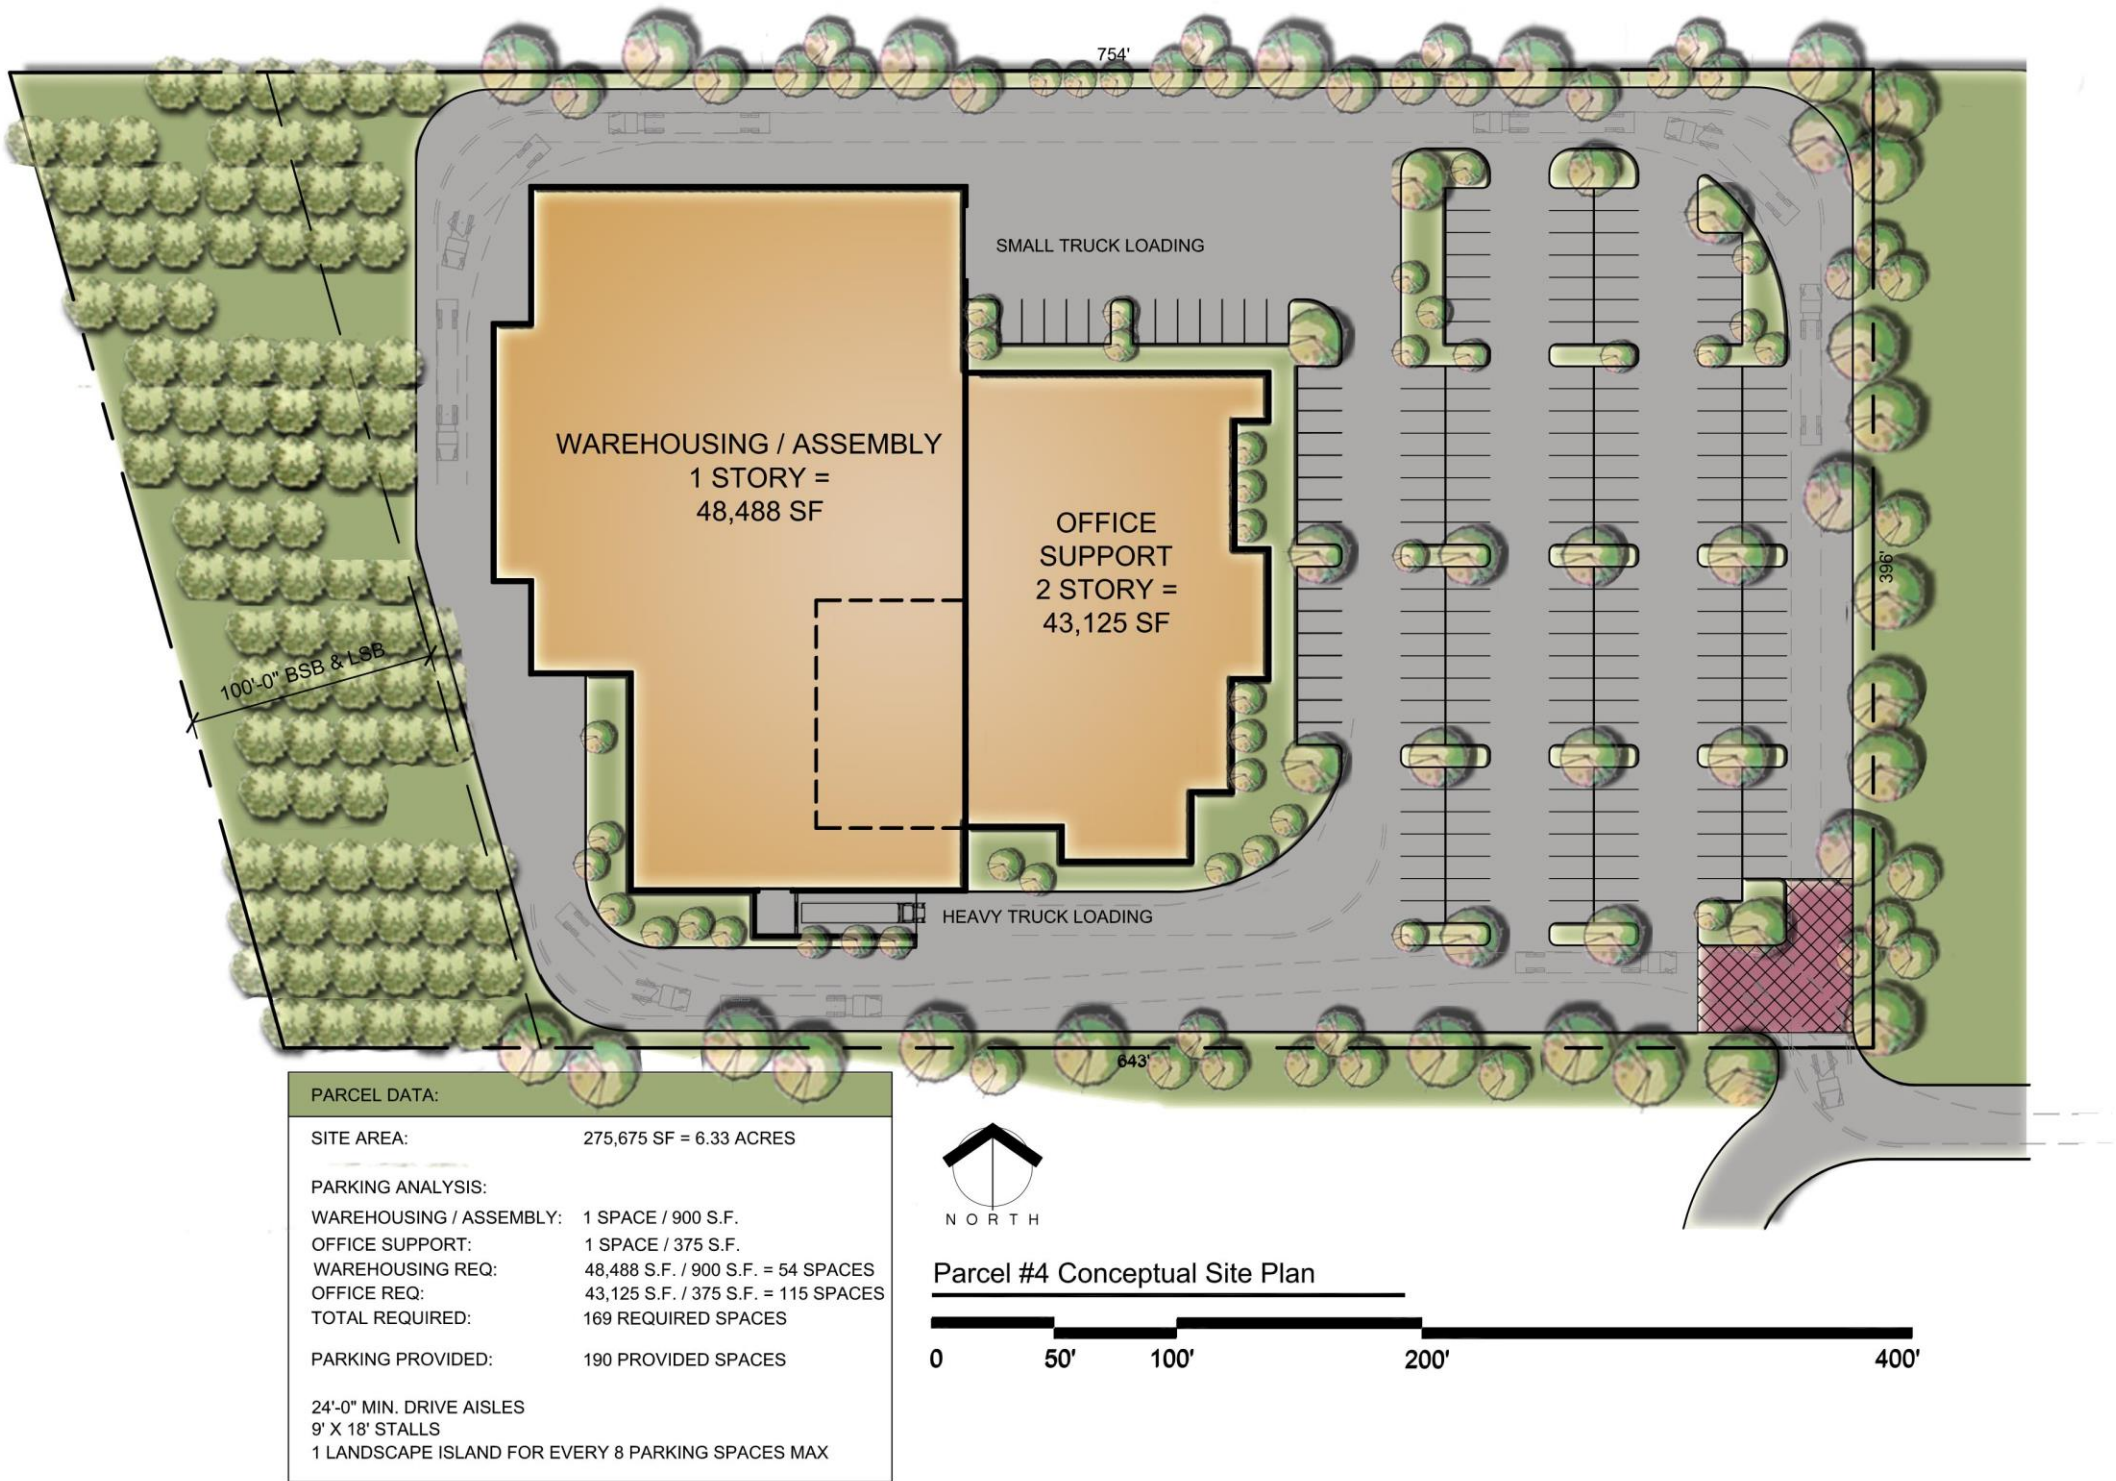 754'
SMALL TRUCK LOADING
WAREHOUSING / ASSEMBLY
1 STORY =
48,488 SF
OFFICE
SUPPORT
2 STORY =
43,125 SF
396'
100'-0" BSB & LSB
HEAVY TRUCK LOADING
643'
PARCEL DATA:
SITE AREA: 275,675 SF = 6.33 ACRES
PARKING ANALYSIS:
WAREHOUSING / ASSEMBLY: 1 SPACE / 900 S.F.
OFFICE SUPPORT: 1 SPACE / 375 S.F.
WAREHOUSING REQ: 48,488 S.F. / 900 S.F. = 54 SPACES
OFFICE REQ: 43,125 S.F. / 375 S.F. = 115 SPACES
TOTAL REQUIRED: 169 REQUIRED SPACES
PARKING PROVIDED: 190 PROVIDED SPACES
24'-0" MIN. DRIVE AISLES
9' X 18' STALLS
1 LANDSCAPE ISLAND FOR EVERY 8 PARKING SPACES MAX
NORTH
Parcel #4 Conceptual Site Plan
0 50' 100' 200' 400'